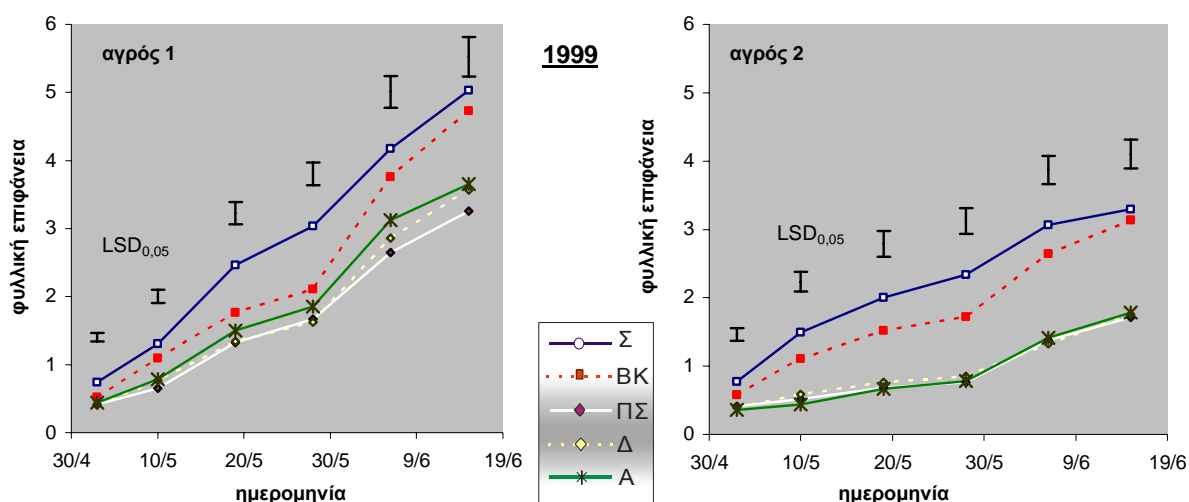 1999
αγρός 1
φυλλική επιφάνεια
6
5
4
3
2
1
0
LSD0,05
30/4 10/5 20/5 30/5 9/6 19/6
ημερομηνία
Σ
ΒΚ
ΠΣ
Δ
Α
αγρός 2
φυλλική επιφάνεια
6
5
4
3
2
1
0
LSD0,05
30/4 10/5 20/5 30/5 9/6 19/6
ημερομηνία